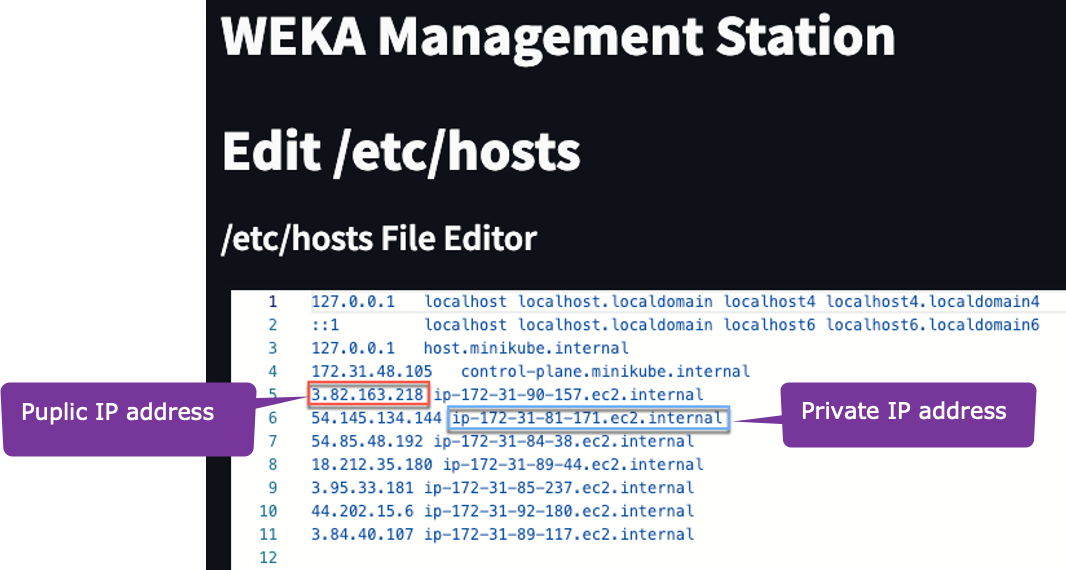 WEKA Management Station
Edit /etc/hosts
/etc/hosts File Editor
1 127.0.0.1 localhost localhost.localdomain localhost4 localhost4.localdomain4
2 ::1 localhost localhost.localdomain localhost6 localhost6.localdomain6
3 127.0.0.1 host.minikube.internal
4 172.31.48.105 control-plane.minikube.internal
5 3.82.163.218 ip-172-31-90-157.ec2.internal
Puplic IP address
6 54.145.134.144 ip-172-31-81-171.ec2.internal
Private IP address
7 54.85.48.192 ip-172-31-84-38.ec2.internal
8 18.212.35.180 ip-172-31-89-44.ec2.internal
9 3.95.33.181 ip-172-31-85-237.ec2.internal
10 44.202.15.6 ip-172-31-92-180.ec2.internal
11 3.84.40.107 ip-172-31-89-117.ec2.internal
12